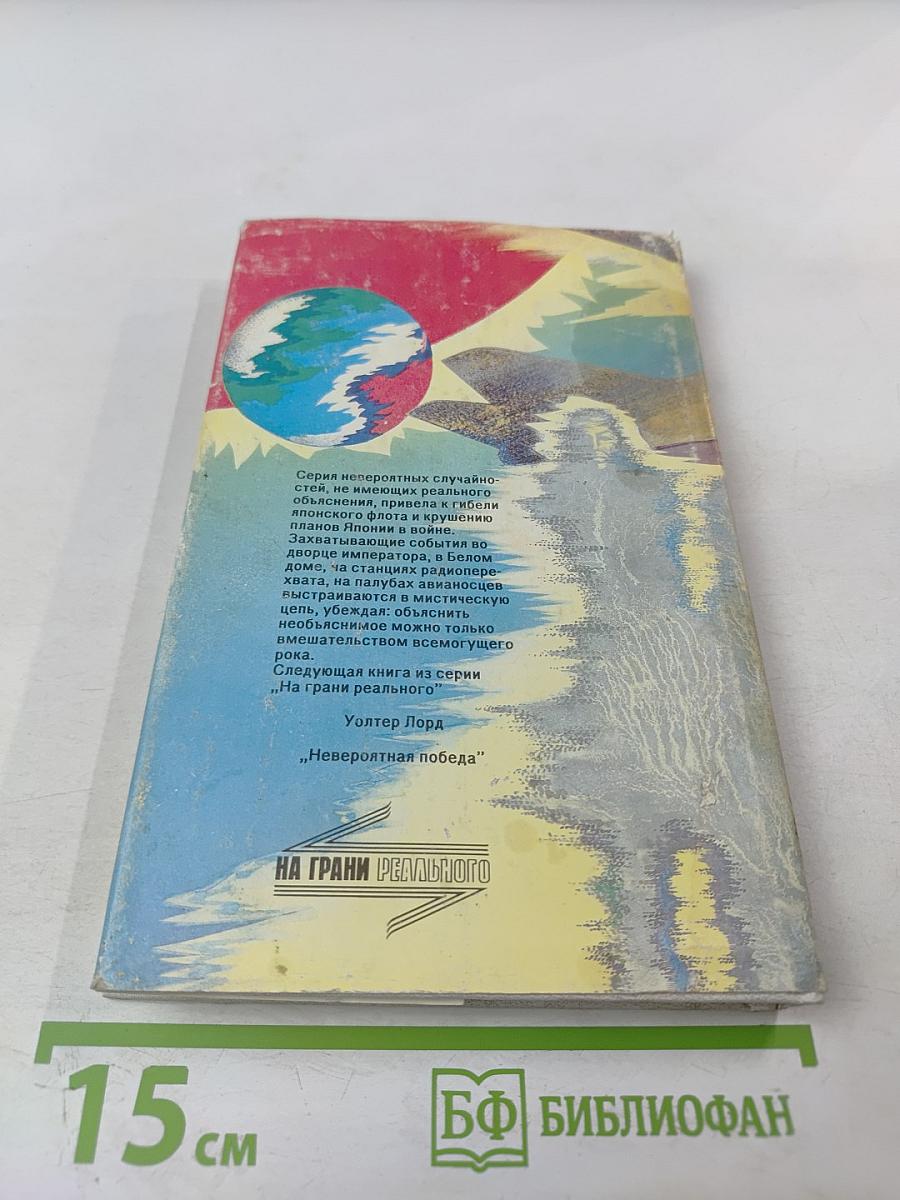 Серия невероятных случайно-
стей, не имеющих реального
объяснения, привела к гибели
японского флота и крушению
планов Японии в войне.
Захватывающие события во
дворце императора, в Белом
доме, на станциях радиопере-
хвата, на палубах авианосцев
выстраиваются в мистическую
цепь, убеждая: объяснить
необъяснимое можно только
вмешательством всемогущего
рока.
Следующая книга из серии
„На грани реального”
Уолтер Лорд
„Невероятная победа”
НА ГРАНИ РЕАЛЬНОГО
15 см
БФ БИБЛИОФАН